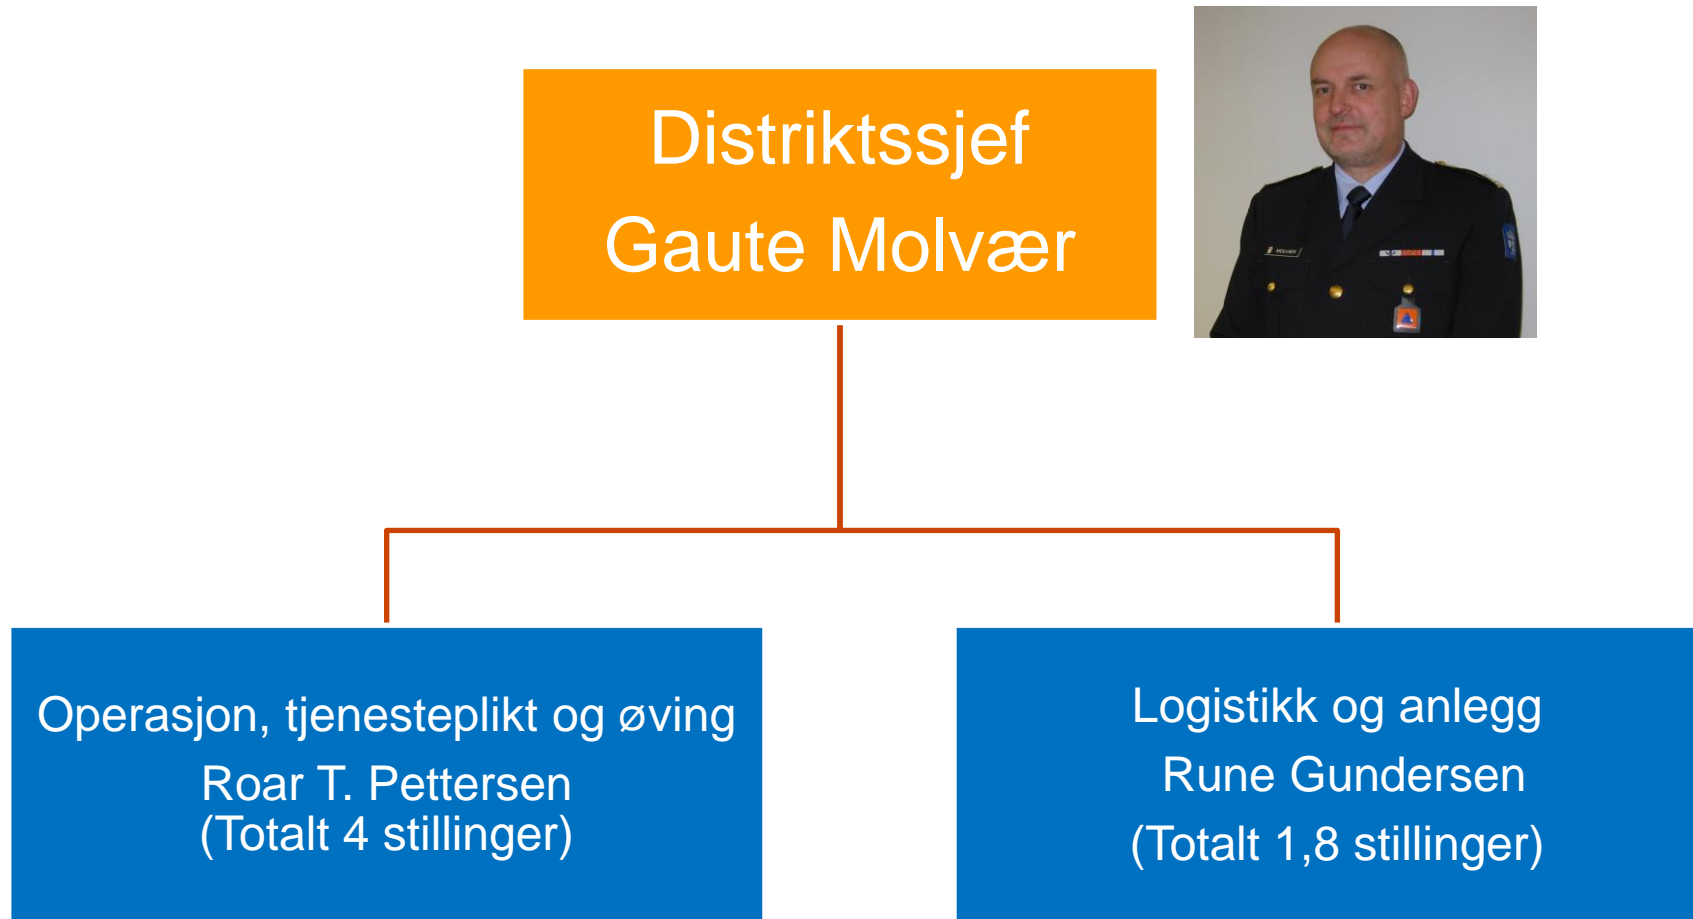 Distriktssjef
Gaute Molvær
MOLVÆR
Operasjon, tjenesteplikt og øving
Roar T. Pettersen
(Totalt 4 stillinger)
Logistikk og anlegg
Rune Gundersen
(Totalt 1,8 stillinger)